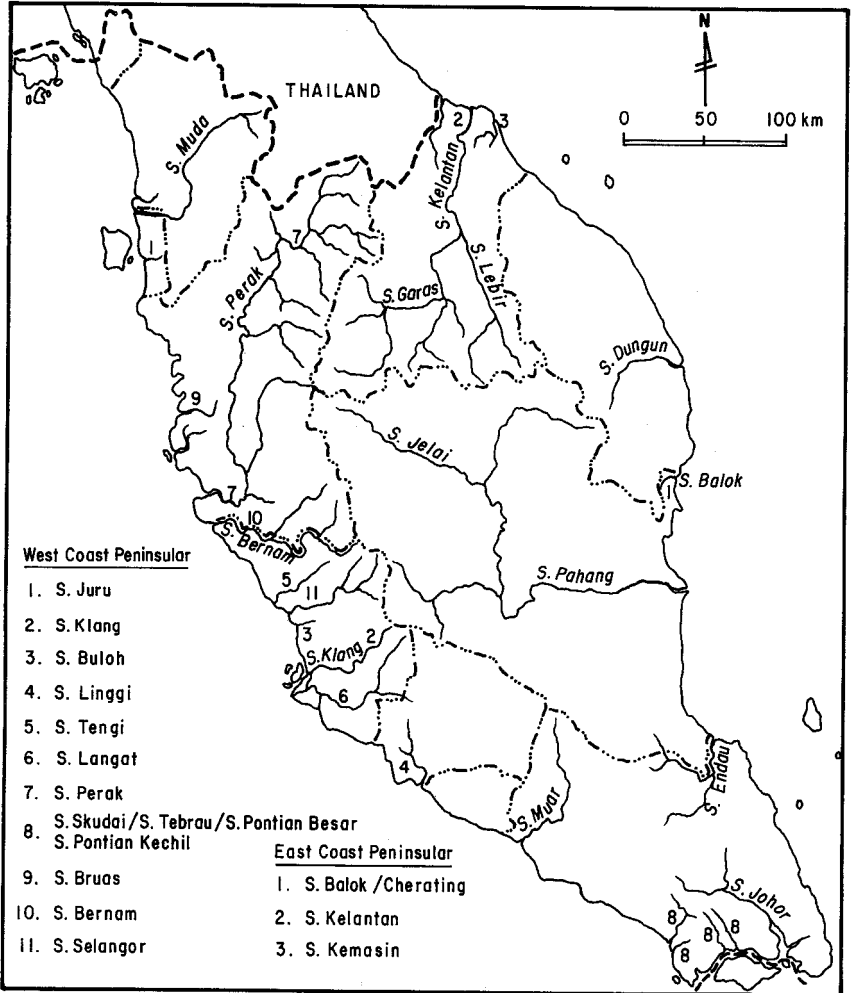 N
THAILAND
0 50 100 km
2
3
S. Muda
S. Kelantan
1
7
S. Lebir
S. Perak
S. Garas
S. Dungun
9
S. Jelai
S. Balok
1
7
10
S. Bernam
S. Pahang
5
11
3
S. Klang
2
6
4
S. Muar
S. Endau
S. Johor
8
8
8
8
West Coast Peninsular
1. S. Juru
2. S. Klang
3. S. Buloh
4. S. Linggi
5. S. Tengi
6. S. Langat
7. S. Perak
8. S. Skudai/S. Tebrau/S. Pontian Besar
S. Pontian Kechil
9. S. Bruas
10. S. Bernam
11. S. Selangor
East Coast Peninsular
1. S. Balok/Cherating
2. S. Kelantan
3. S. Kemasin